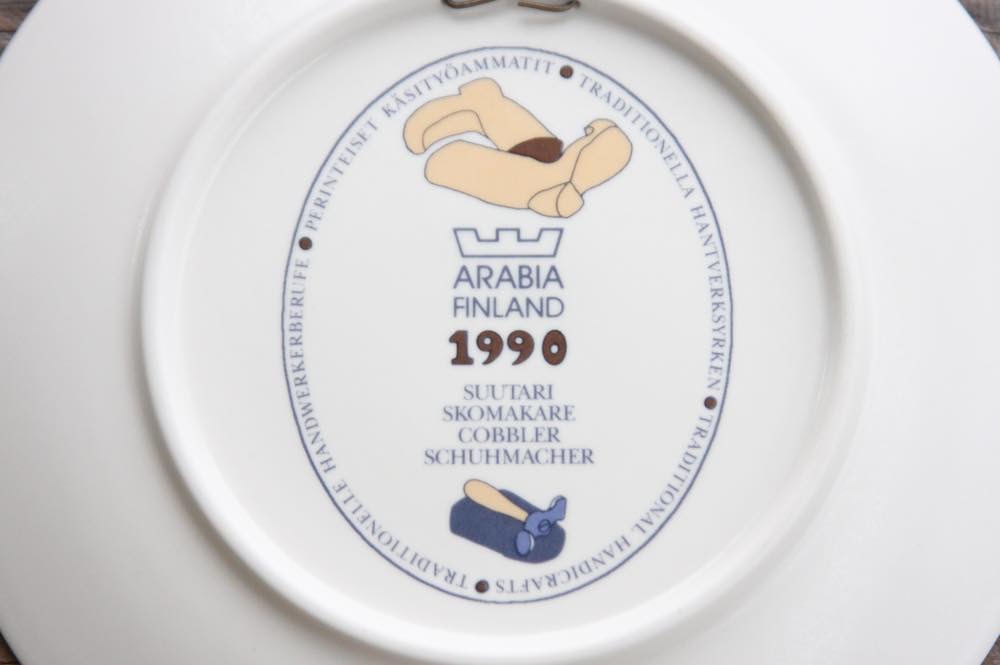 PERINTEISET KÄSITYÖAMMATIT • TRADITIONELLA HANTVERKSYRKEN • TRADITIONAL HANDICRAFTS • TRADITIONELLE HANDWERKERBERUFE •
ARABIA
FINLAND
1990
SUUTARI
SKOMAKARE
COBBLER
SCHUHMACHER